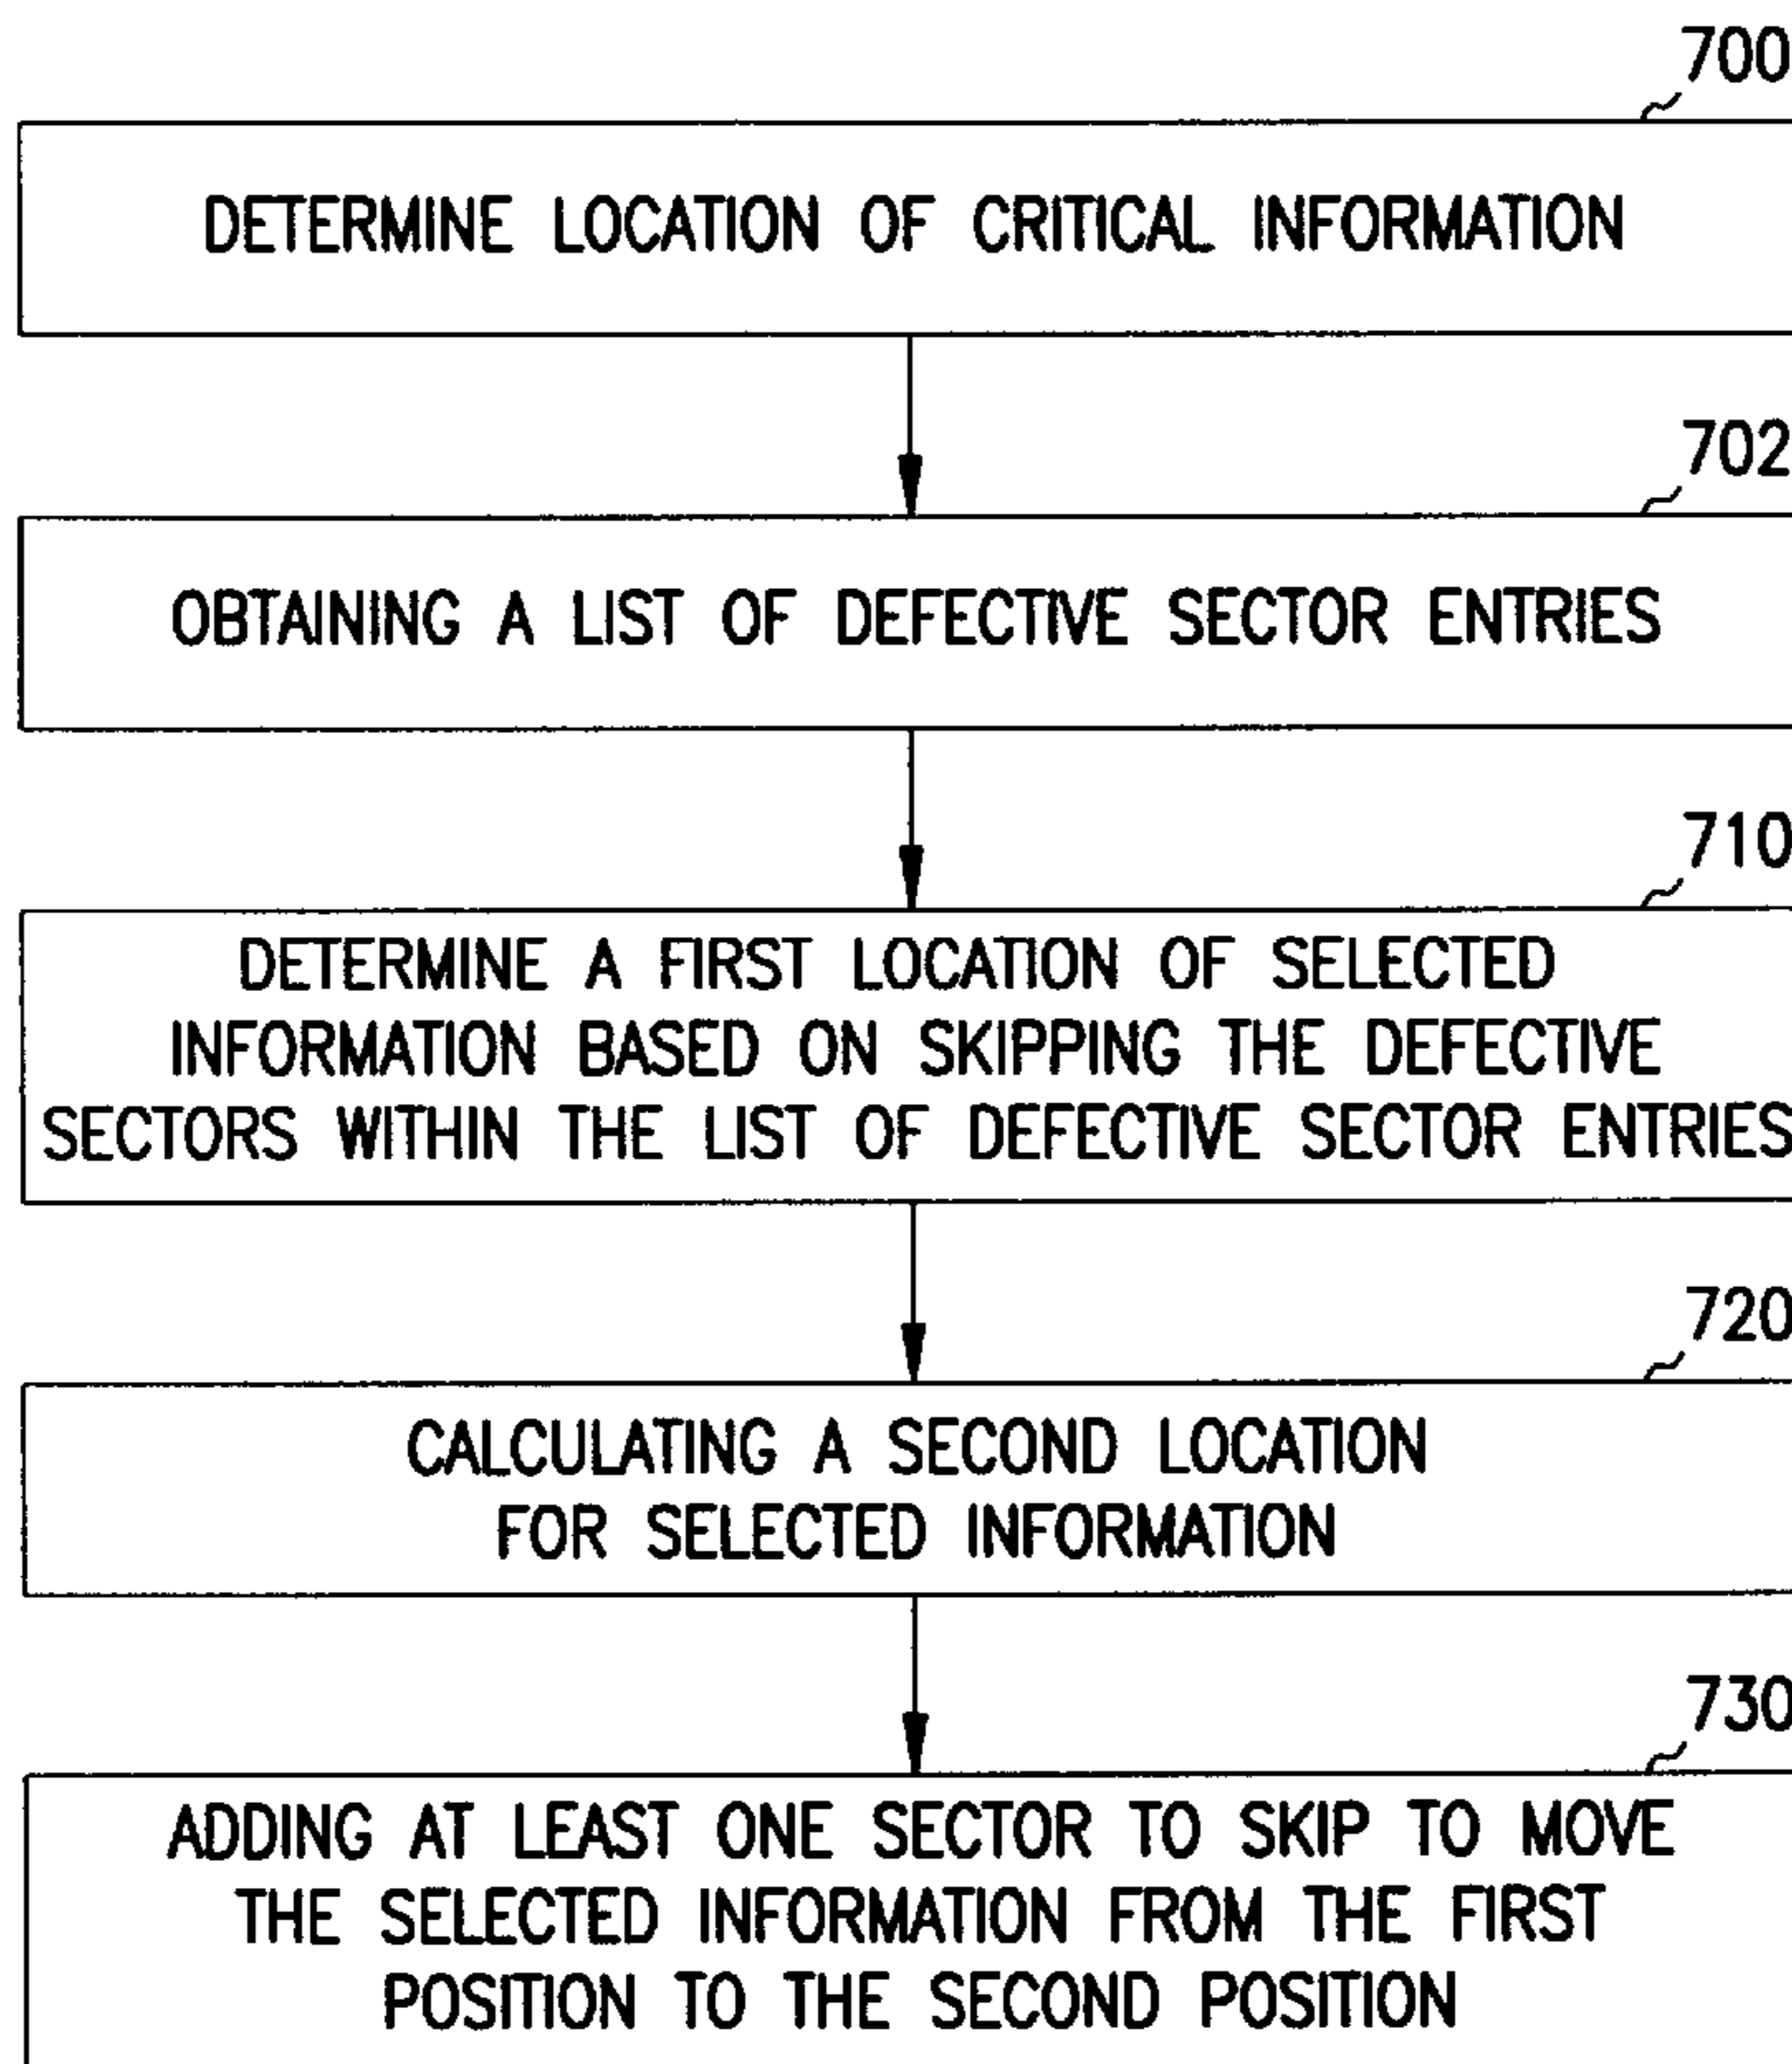 700
DETERMINE LOCATION OF CRITICAL INFORMATION
702
OBTAINING A LIST OF DEFECTIVE SECTOR ENTRIES
710
DETERMINE A FIRST LOCATION OF SELECTED
INFORMATION BASED ON SKIPPING THE DEFECTIVE
SECTORS WITHIN THE LIST OF DEFECTIVE SECTOR ENTRIES
720
CALCULATING A SECOND LOCATION
FOR SELECTED INFORMATION
730
ADDING AT LEAST ONE SECTOR TO SKIP TO MOVE
THE SELECTED INFORMATION FROM THE FIRST
POSITION TO THE SECOND POSITION